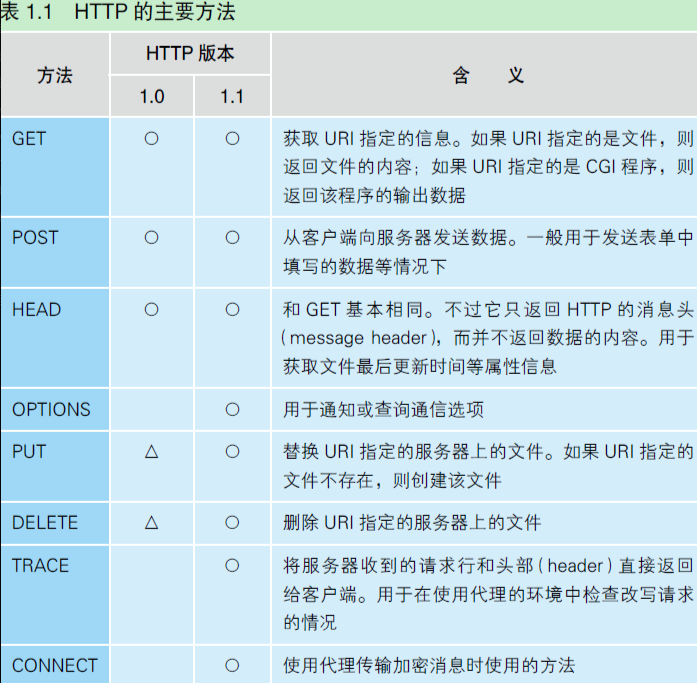 表 1.1 HTTP 的主要方法
方法 HTTP 版本 含 义
1.0 1.1
GET ○ ○ 获取 URI 指定的信息。如果 URI 指定的是文件，则
返回文件的内容；如果 URI 指定的是 CGI 程序，则
返回该程序的输出数据
POST ○ ○ 从客户端向服务器发送数据。一般用于发送表单中
填写的数据等情况下
HEAD ○ ○ 和 GET 基本相同。不过它只返回 HTTP 的消息头
（message header），而并不返回数据的内容。用于
获取文件最后更新时间等属性信息
OPTIONS ○ 用于通知或查询通信选项
PUT △ ○ 替换 URI 指定的服务器上的文件。如果 URI 指定的
文件不存在，则创建该文件
DELETE △ ○ 删除 URI 指定的服务器上的文件
TRACE ○ 将服务器收到的请求行和头部（header）直接返回
给客户端。用于在使用代理的环境中检查改写请求
的情况
CONNECT ○ 使用代理传输加密消息时使用的方法